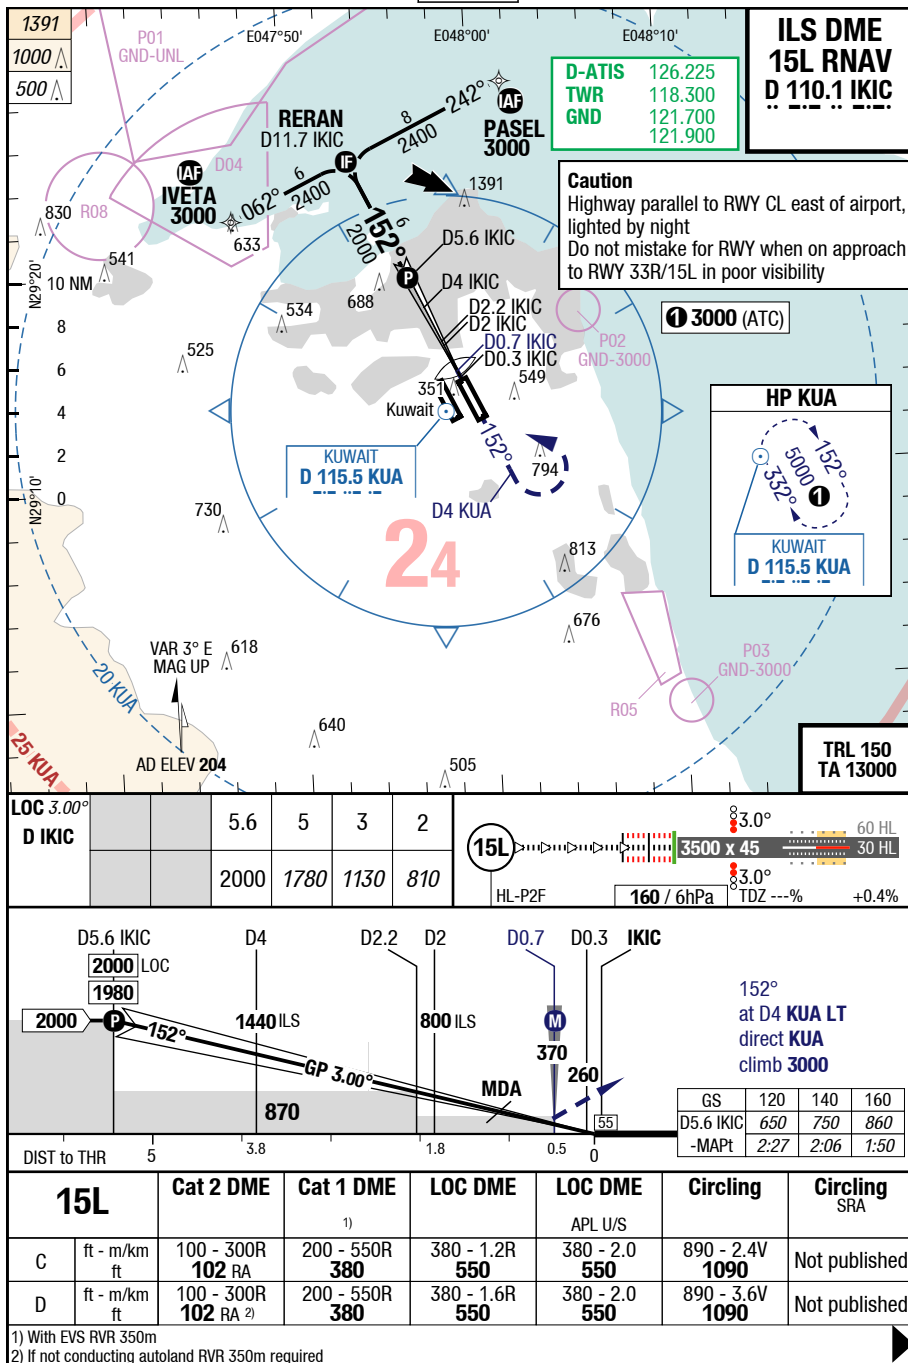 1391
1000
500
E047°50'
E048°00'
E048°10'
ILS DME
15L RNAV
D 110.1 IKIC
D-ATIS 126.225
TWR 118.300
GND 121.700
121.900
P01
GND-UNL
RERAN
D11.7 IKIC
IF
8
2400
242°
IAF
PASEL
3000
IAF
IVETA
3000
D04
R08
062°
6
2400
1391
Caution
Highway parallel to RWY CL east of airport,
lighted by night
Do not mistake for RWY when on approach
to RWY 33R/15L in poor visibility
152°
6
2000
830
633
541
N29°20'
10 NM
8
6
4
2
0
N29°10'
D5.6 IKIC
P
D4 IKIC
688
534
D2.2 IKIC
D2 IKIC
D0.7 IKIC
D0.3 IKIC
525
351
549
P02
GND-3000
1 3000 (ATC)
Kuwait
KUWAIT
D 115.5 KUA
152°
794
D4 KUA
HP KUA
152°
5000 1
332°
KUWAIT
D 115.5 KUA
730
24
813
676
618
VAR 3° E
MAG UP
20 KUA
25 KUA
AD ELEV 204
640
505
P03
GND-3000
R05
TRL 150
TA 13000
LOC 3.00°
D IKIC
5.6 5 3 2
2000 1780 1130 810
15L
HL-P2F
3.0°
3500 x 45
60 HL
30 HL
3.0°
160 / 6hPa
TDZ ---%
+0.4%
D5.6 IKIC D4 D2.2 D2 D0.7 D0.3 IKIC
2000 LOC
1980
2000
P
152°
1440 ILS
800 ILS
M
370
260
GP 3.00°
MDA
870
55
152°
at D4 KUA LT
direct KUA
climb 3000
GS 120 140 160
D5.6 IKIC 650 750 860
-MAPt 2:27 2:06 1:50
DIST to THR 5 3.8 1.8 0.5 0
15L
Cat 2 DME
Cat 1 DME
1)
LOC DME
LOC DME
APL U/S
Circling
Circling
SRA
C ft - m/km 100 - 300R 200 - 550R 380 - 1.2R 380 - 2.0 890 - 2.4V Not published
ft 102 RA 380 550 550 1090
D ft - m/km 100 - 300R 200 - 550R 380 - 1.6R 380 - 2.0 890 - 3.6V Not published
ft 102 RA 2) 380 550 550 1090
1) With EVS RVR 350m
2) If not conducting autoland RVR 350m required